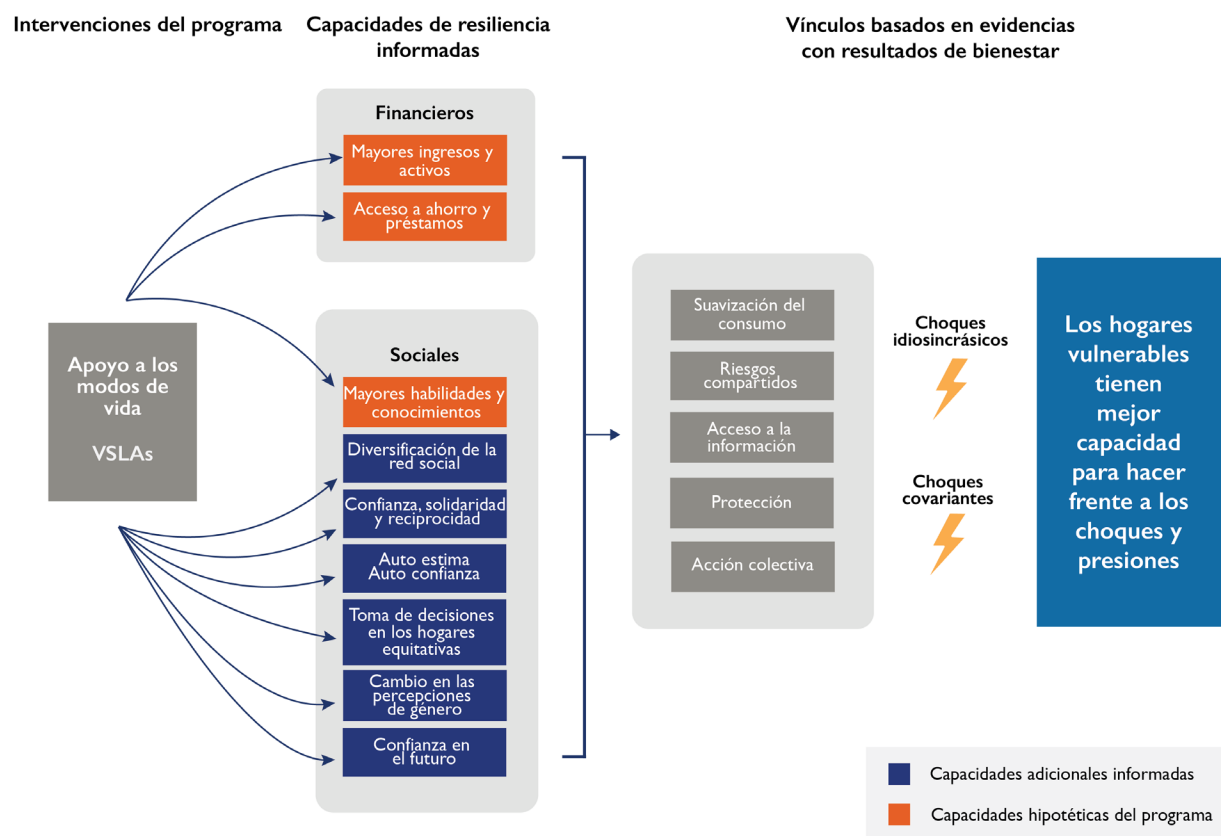 Intervenciones del programa
Capacidades de resiliencia
informadas
Vínculos basados en evidencias
con resultados de bienestar
Financieros
Mayores ingresos y
activos
Acceso a ahorro y
préstamos
Apoyo a los
modos de
vida
VSLAs
Sociales
Mayores habilidades y
conocimientos
Diversificación de la
red social
Confianza, solidaridad
y reciprocidad
Auto estima
Auto confianza
Toma de decisiones
en los hogares
equitativas
Cambio en las
percepciones
de género
Confianza en
el futuro
Suavización del
consumo
Riesgos
compartidos
Acceso a la
información
Protección
Acción colectiva
Choques
idiosincrásicos
Choques
covariantes
Los hogares
vulnerables
tienen
mejor
capacidad
para hacer
frente a los
choques y
presiones
Capacidades adicionales informadas
Capacidades hipotéticas del programa